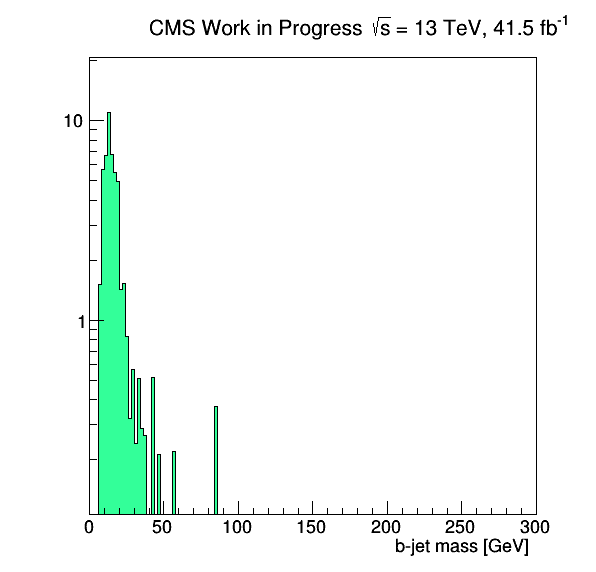 CMS Work in Progress √s = 13 TeV, 41.5 fb⁻¹
10
1
0 50 100 150 200 250 300
b-jet mass [GeV]